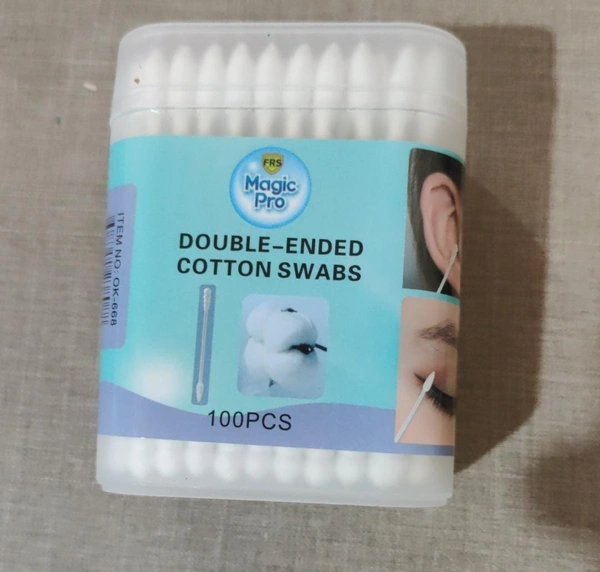 FRS
Magic
Pro
DOUBLE-ENDED
COTTON SWABS
100PCS
ITEM NO: OK-668